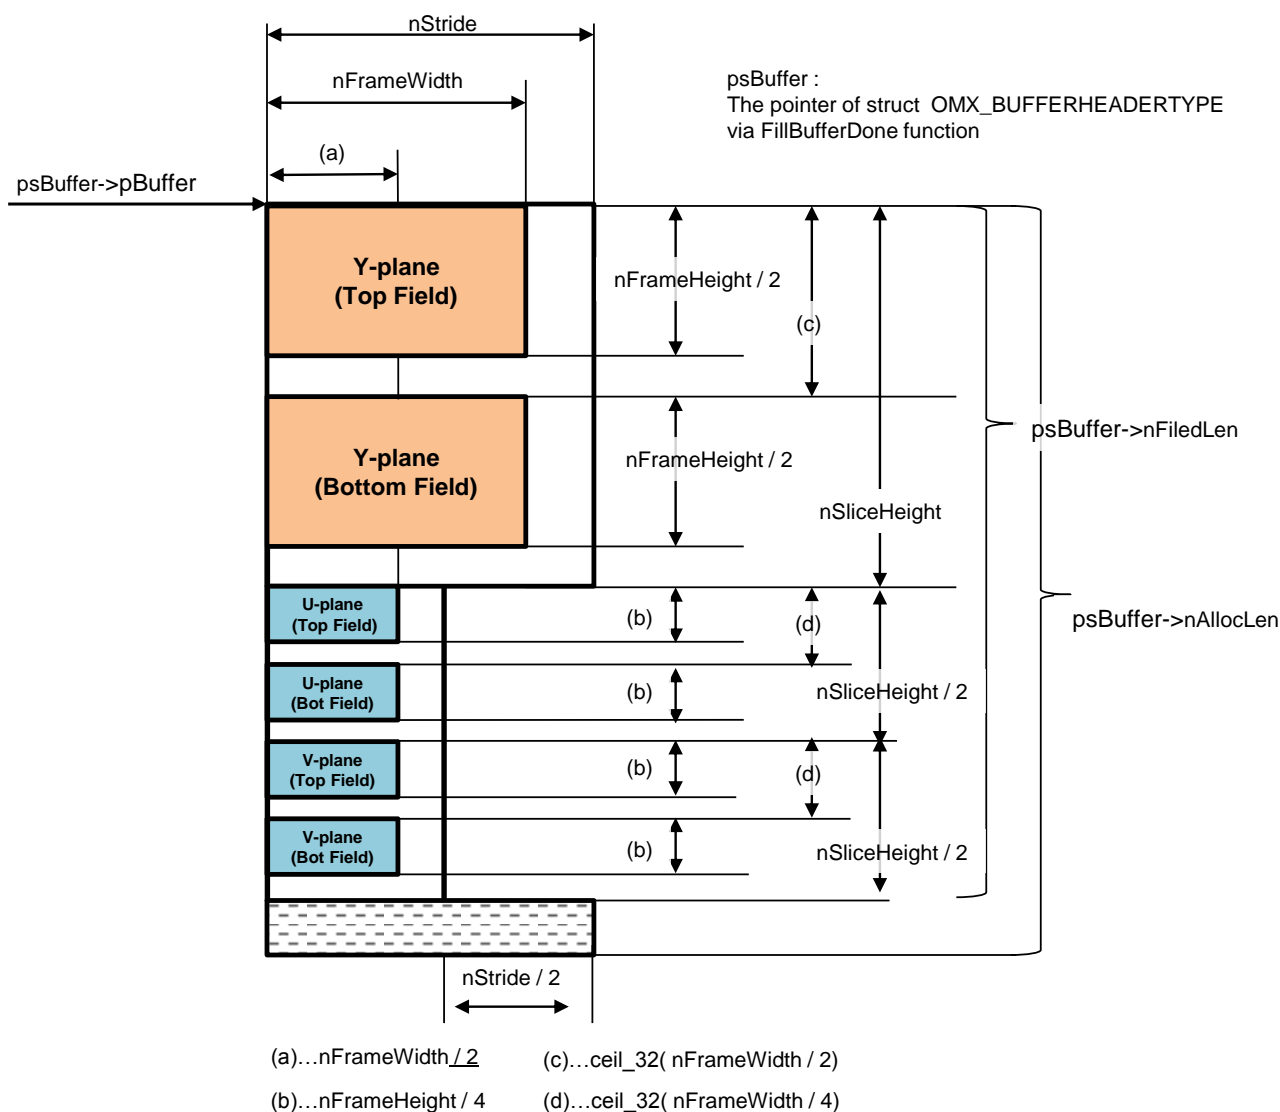 nStride
nFrameWidth
(a)
psBuffer :
The pointer of struct OMX_BUFFERHEADERTYPE
via FillBufferDone function
psBuffer->pBuffer
Y-plane
(Top Field)
nFrameHeight / 2
(c)
Y-plane
(Bottom Field)
nFrameHeight / 2
psBuffer->nFiledLen
nSliceHeight
U-plane
(Top Field)
(b)
(d)
psBuffer->nAllocLen
U-plane
(Bot Field)
(b)
nSliceHeight / 2
V-plane
(Top Field)
(b)
(d)
V-plane
(Bot Field)
(b)
nSliceHeight / 2
nStride / 2
(a)…nFrameWidth / 2
(c)…ceil_32( nFrameWidth / 2)
(b)…nFrameHeight / 4
(d)…ceil_32( nFrameWidth / 4)